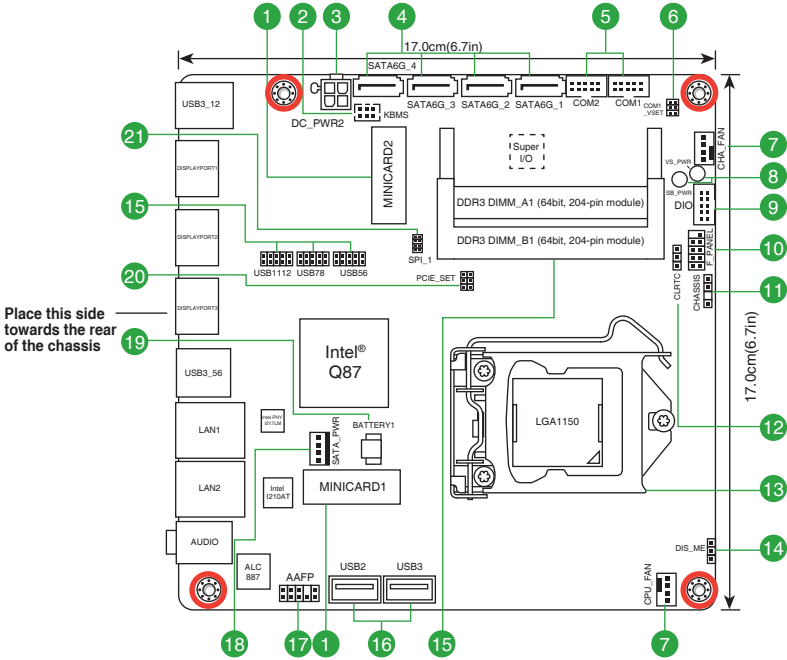 1
2
3
4
5
6
17.0cm(6.7in)
SATA6G_4
USB3_12
DC_PWR2
KBMS
SATA6G_3
SATA6G_2
SATA6G_1
COM2
COM1
COM1
_VSET
21
MINICARD2
Super
I/O
CHA_FAN
7
VS_PWR
8
SB_PWR
DISPLAYPORT1
DDR3 DIMM_A1 (64bit, 204-pin module)
DIO
9
15
DISPLAYPORT2
DDR3 DIMM_B1 (64bit, 204-pin module)
F_PANEL
10
SPI_1
USB1112
USB78
USB56
20
PCIE_SET
CLRTC
CHASSIS
11
Place this side
towards the rear
of the chassis
DISPLAYPORT3
15
17.0cm(6.7in)
19
Intel®
Q87
USB3_56
LGA1150
LAN1
Intel PHY
I217LM
SATA_PWR
BATTERY1
12
LAN2
Intel
I210AT
MINICARD1
13
AUDIO
DIS_ME
14
ALC
887
AAFP
USB2
USB3
CPU_FAN
18
17
1
16
15
7